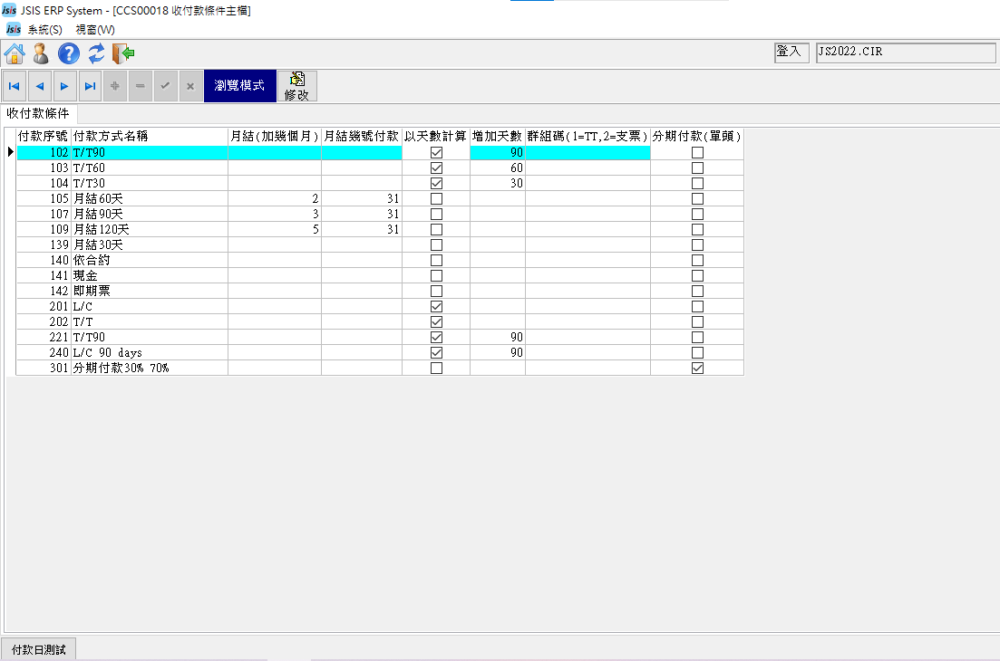 jsis JSIS ERP System - [CCS00018 收付款條件主檔]
jsis 系統(S) 視窗(W)
登入 JS2022.CIR
瀏覽模式 修改
收付款條件
付款序號 付款方式名稱 月結(加幾個月) 月結幾號付款 以天數計算 增加天數 群組碼(1=TT,2=支票) 分期付款(單頭)
102 T/T90 90
103 T/T60 60
104 T/T30 30
105 月結60天 2 31
107 月結90天 3 31
109 月結120天 5 31
139 月結30天
140 依合約
141 現金
142 即期票
201 L/C
202 T/T
221 T/T90 90
240 L/C 90 days 90
301 分期付款30% 70%
付款日測試